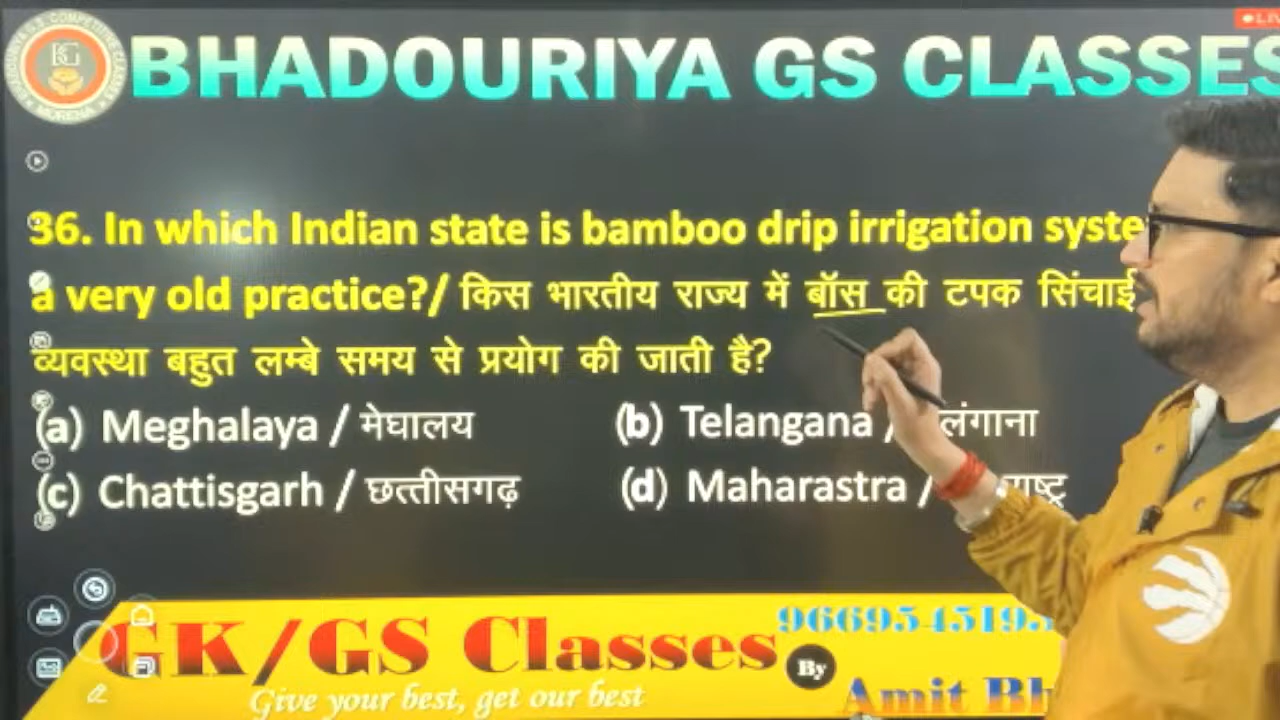 BHADOURIYA GS CLASSES
36. In which Indian state is bamboo drip irrigation syste
a very old practice?/ किस भारतीय राज्य में बॉस की टपक सिंचाई
व्यवस्था बहुत लम्बे समय से प्रयोग की जाती है?
(a) Meghalaya / मेघालय (b) Telangana / लंगाना
(c) Chattisgarh / छत्तीसगढ़ (d) Maharastra / राष्ट्र
GK/GS Classes
Give your best, get our best
By
Amit Bh